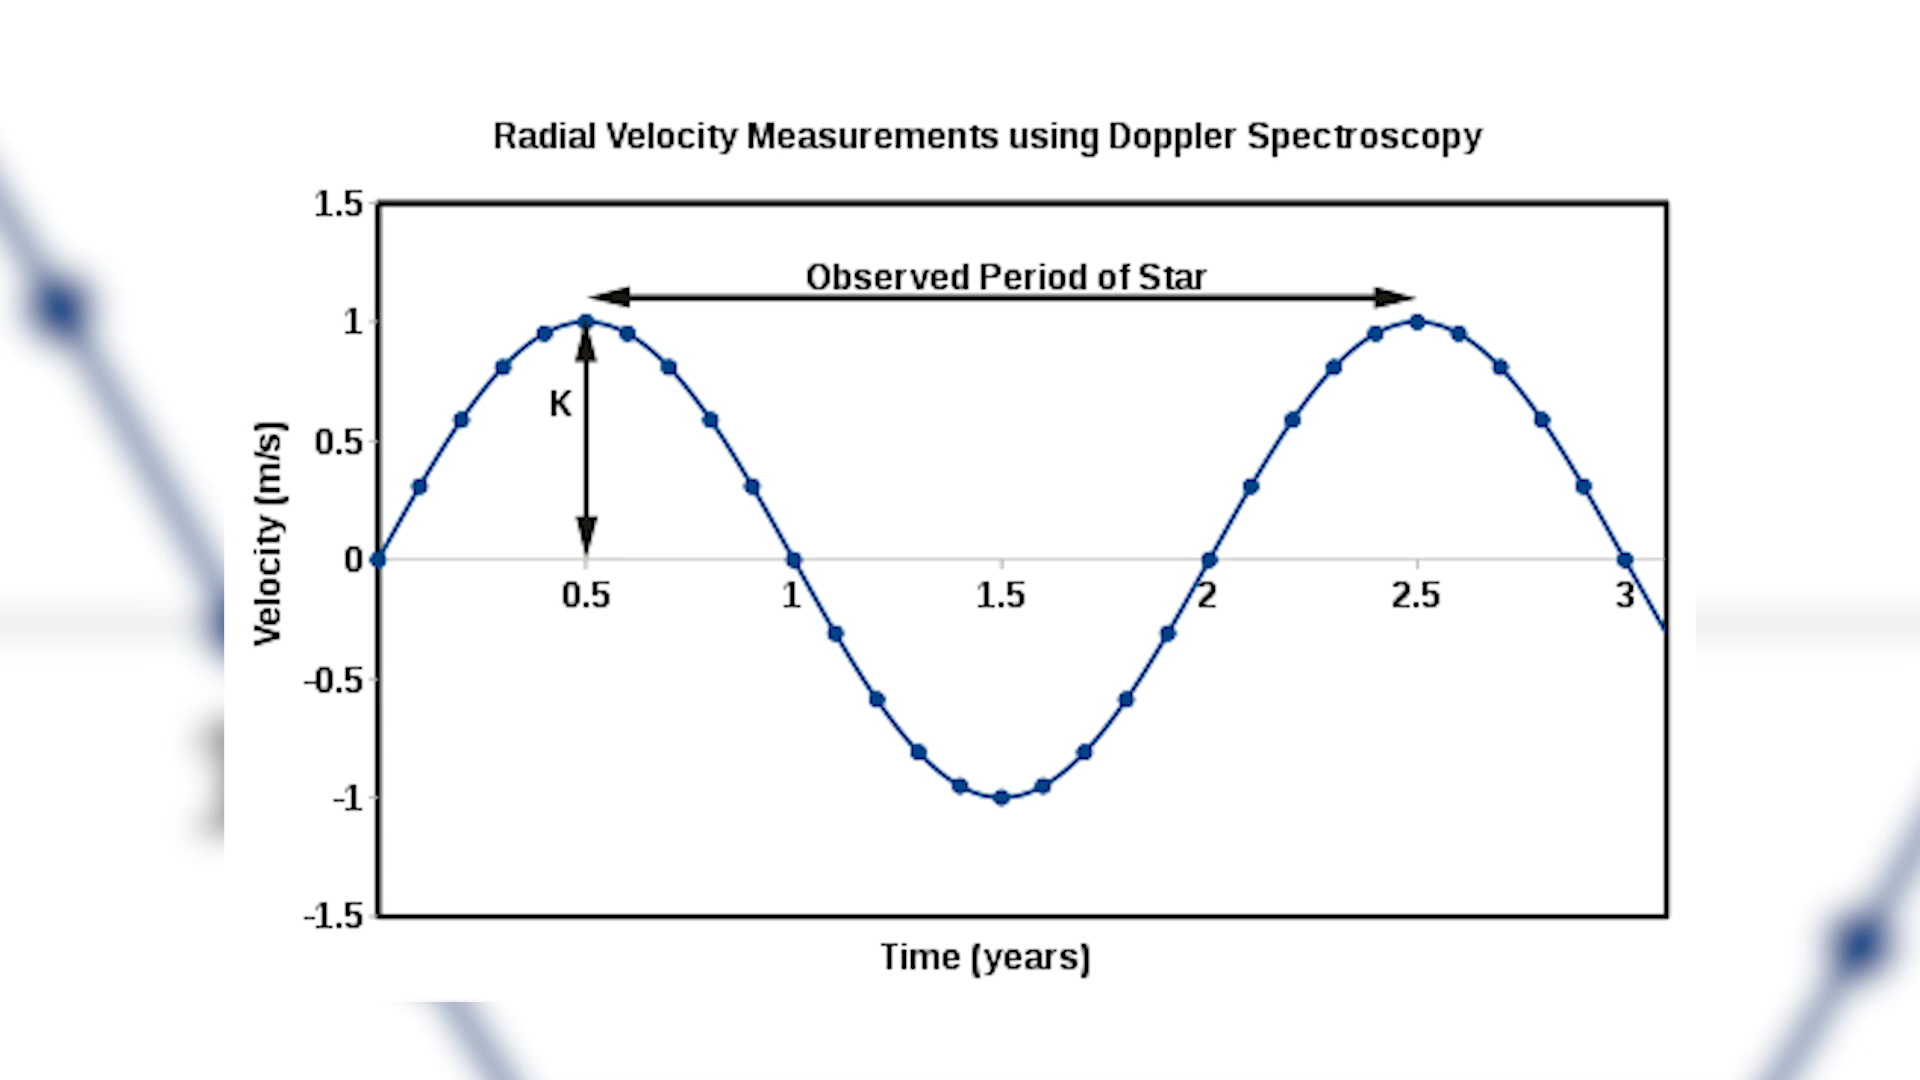 Radial Velocity Measurements using Doppler Spectroscopy
1.5
Observed Period of Star
1
K
0.5
Velocity (m/s)
0
0.5 1 1.5 2 2.5 3
-0.5
-1
-1.5
Time (years)